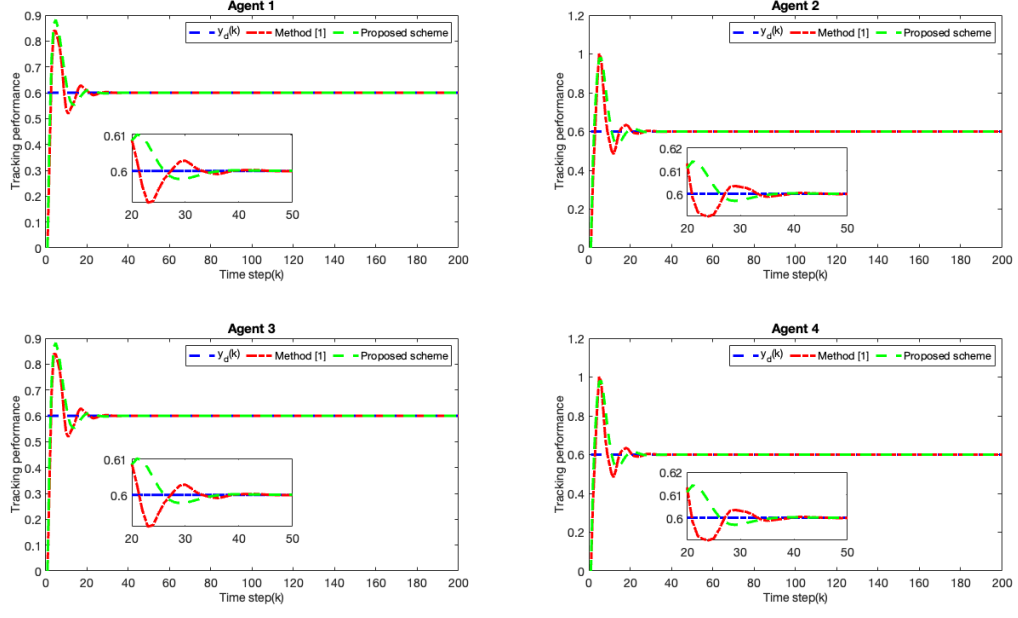 Agent 1
y_d(k) Method [1] Proposed scheme
Tracking performance
0.9
0.8
0.7
0.6
0.5
0.4
0.3
0.2
0.1
0
0.61
0.6
20 30 40 50
0 20 40 60 80 100 120 140 160 180 200
Time step(k)
Agent 2
y_d(k) Method [1] Proposed scheme
Tracking performance
1.2
1
0.8
0.6
0.4
0.2
0
0.62
0.61
0.6
20 30 40 50
0 20 40 60 80 100 120 140 160 180 200
Time step(k)
Agent 3
y_d(k) Method [1] Proposed scheme
Tracking performance
0.9
0.8
0.7
0.6
0.5
0.4
0.3
0.2
0.1
0
0.61
0.6
20 30 40 50
0 20 40 60 80 100 120 140 160 180 200
Time step(k)
Agent 4
y_d(k) Method [1] Proposed scheme
Tracking performance
1.2
1
0.8
0.6
0.4
0.2
0
0.62
0.61
0.6
20 30 40 50
0 20 40 60 80 100 120 140 160 180 200
Time step(k)